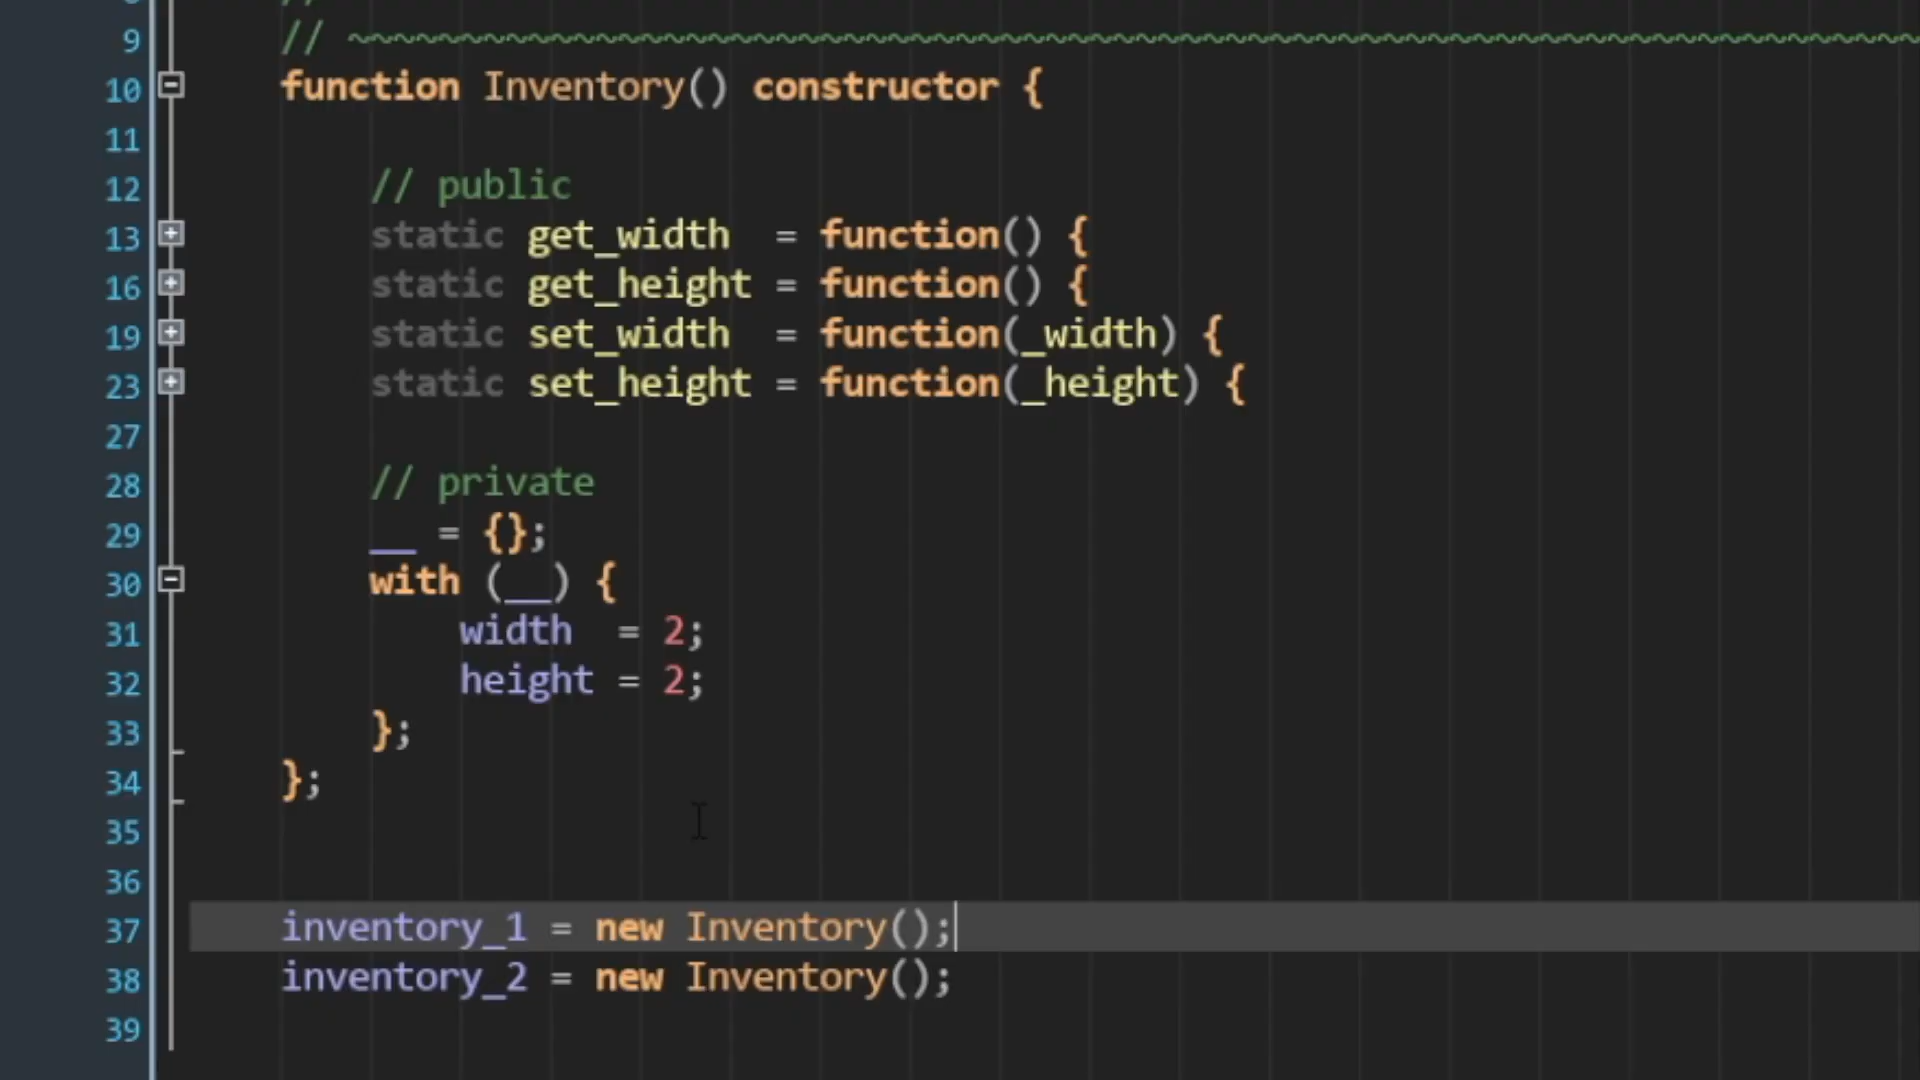 9 // ~~~~~~~~~~~~~~~~~~~~~~~~~~~~~~~~~~~~~~~~~~~~~~~~~~~~~~~~~~~~~~~~~~~~~~
10 function Inventory() constructor {
11
12 // public
13 static get_width  = function() {
16 static get_height = function() {
19 static set_width  = function(_width) {
23 static set_height = function(_height) {
27
28 // private
29 __ = {};
30 with (__) {
31 width  = 2;
32 height = 2;
33 };
34 };
35
36
37 inventory_1 = new Inventory();
38 inventory_2 = new Inventory();
39